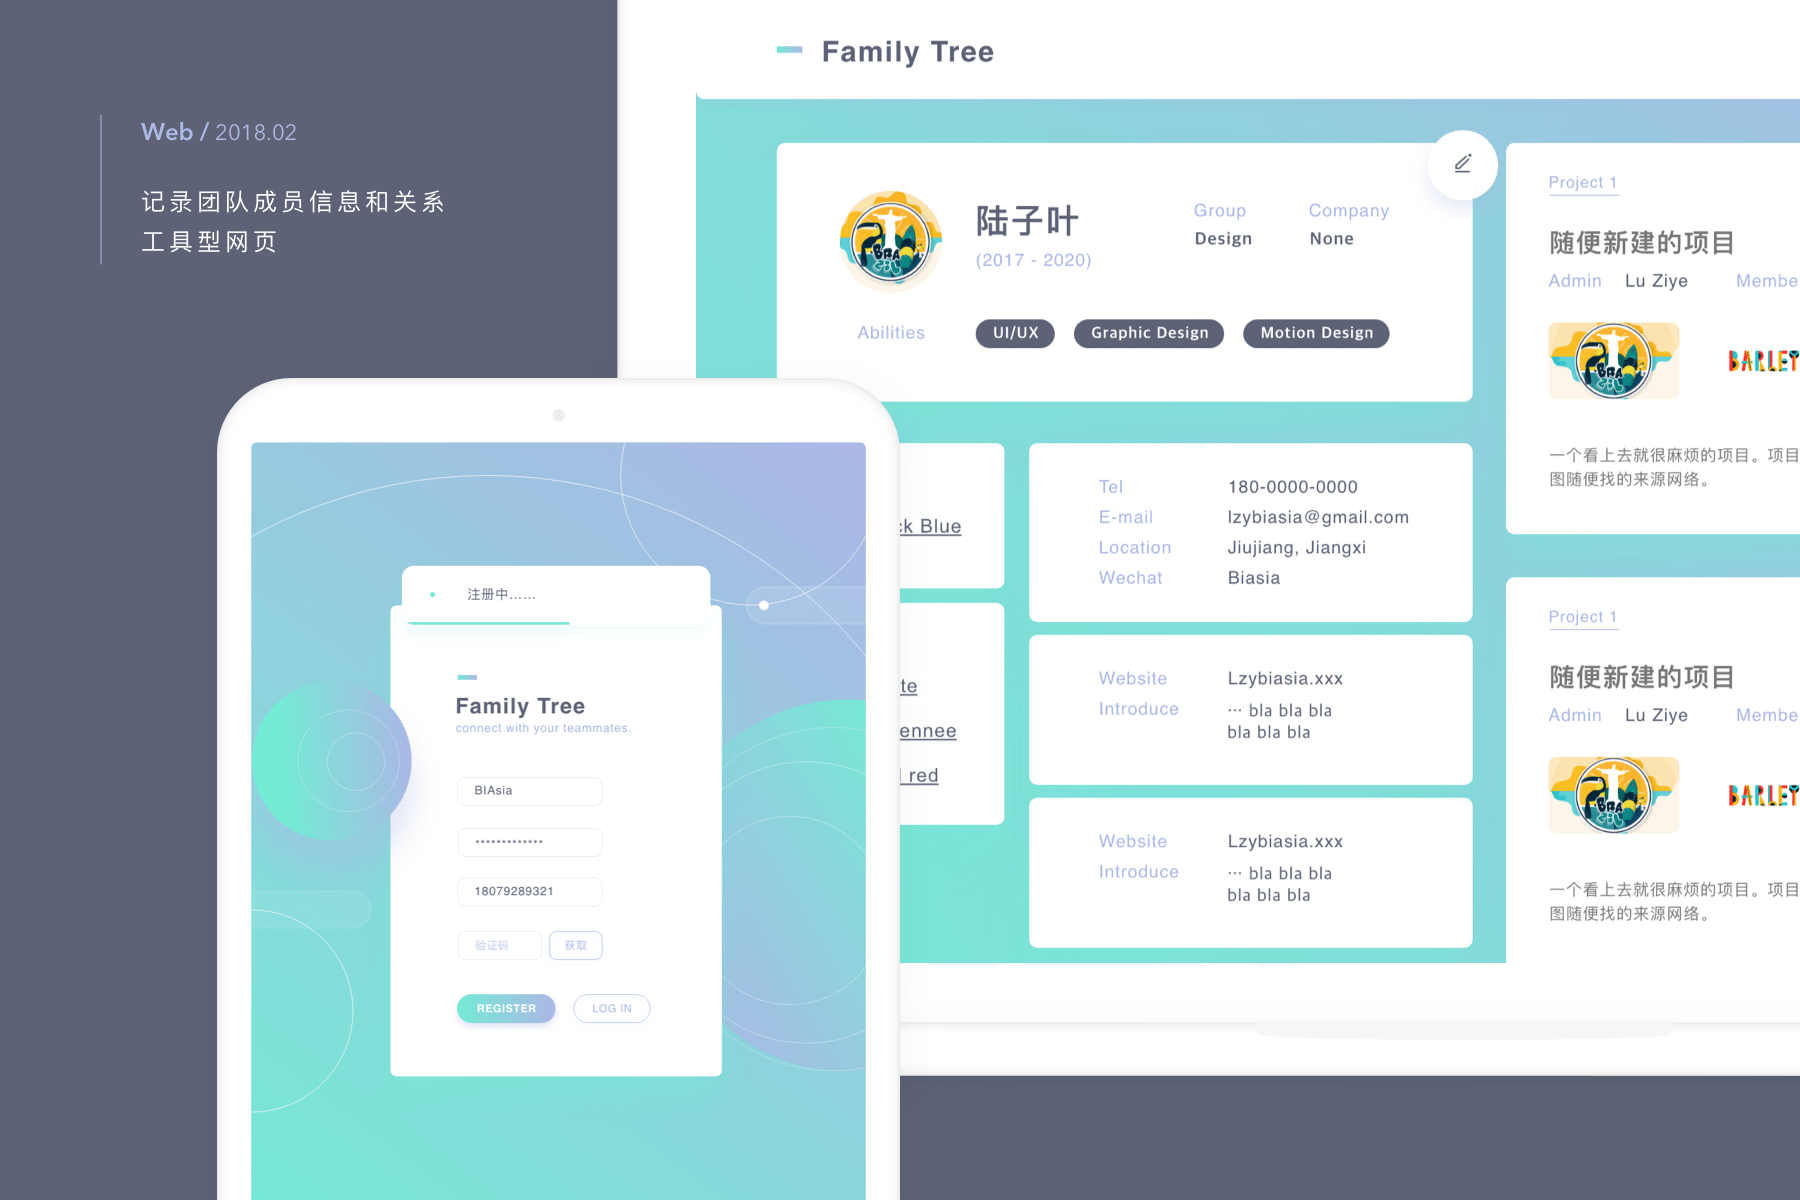 Web / 2018.02
记录团队成员信息和关系
工具型网页
Family Tree
陆子叶
(2017 - 2020)
Group
Design
Company
None
Abilities
UI/UX
Graphic Design
Motion Design
Project 1
随便新建的项目
Admin Lu Ziye Membe
BRA
ZIL
BARLET
一个看上去就很麻烦的项目。项目
图随便找的来源网络。
ck Blue
te
ennee
l red
Tel 180-0000-0000
E-mail lzybiasia@gmail.com
Location Jiujiang, Jiangxi
Wechat Biasia
Website Lzybiasia.xxx
Introduce ··· bla bla bla
bla bla bla
Website Lzybiasia.xxx
Introduce ··· bla bla bla
bla bla bla
Project 1
随便新建的项目
Admin Lu Ziye Membe
BRA
ZIL
BARLET
一个看上去就很麻烦的项目。项目
图随便找的来源网络。
注册中……
Family Tree
connect with your teammates.
BIAsia
*************
18079289321
验证码 获取
REGISTER LOG IN